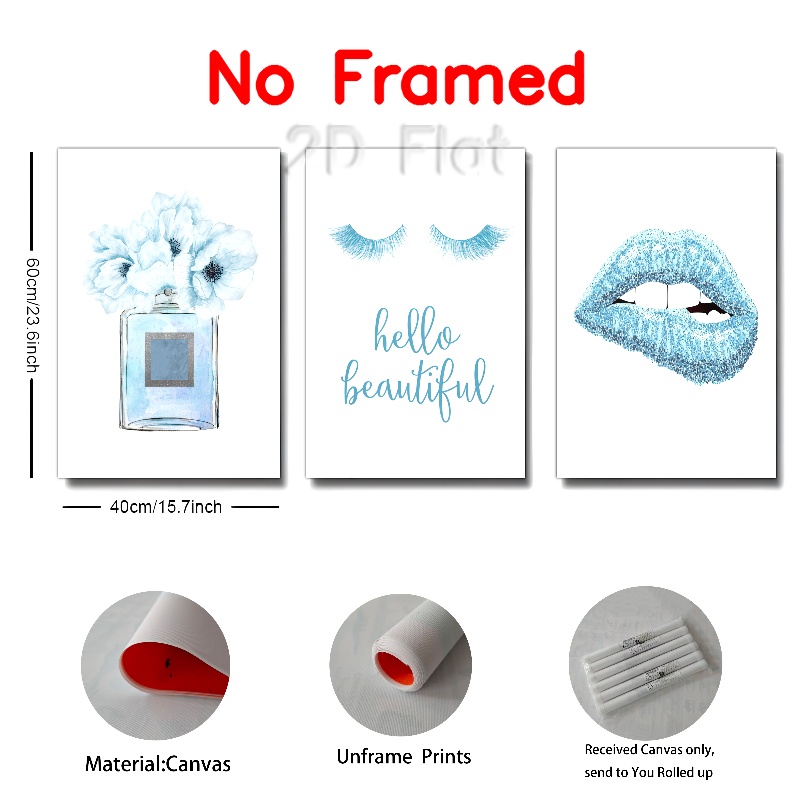 No Framed
2D Flat
60cm/23.6inch
hello
beautiful
40cm/15.7inch
Material:Canvas
Unframe Prints
Received Canvas only,
send to You Rolled up